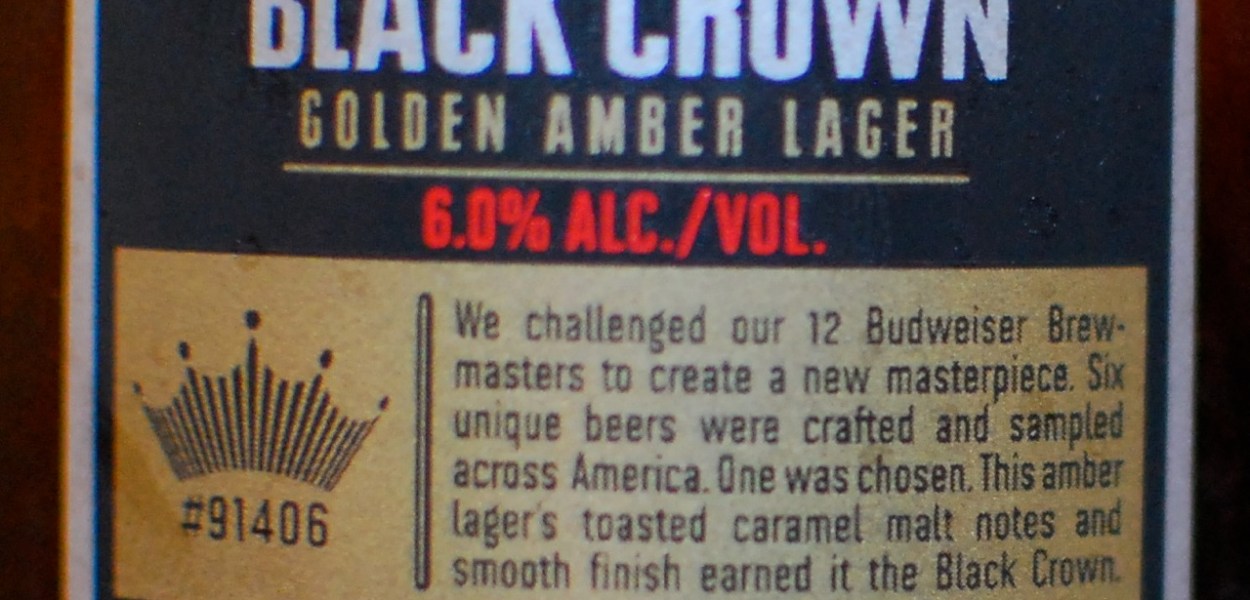 BLACK CROWN
GOLDEN AMBER LAGER
6.0% ALC./VOL.
#91406
We challenged our 12 Budweiser Brew-
masters to create a new masterpiece. Six
unique beers were crafted and sampled
across America. One was chosen. This amber
lager's toasted caramel malt notes and
smooth finish earned it the Black Crown.